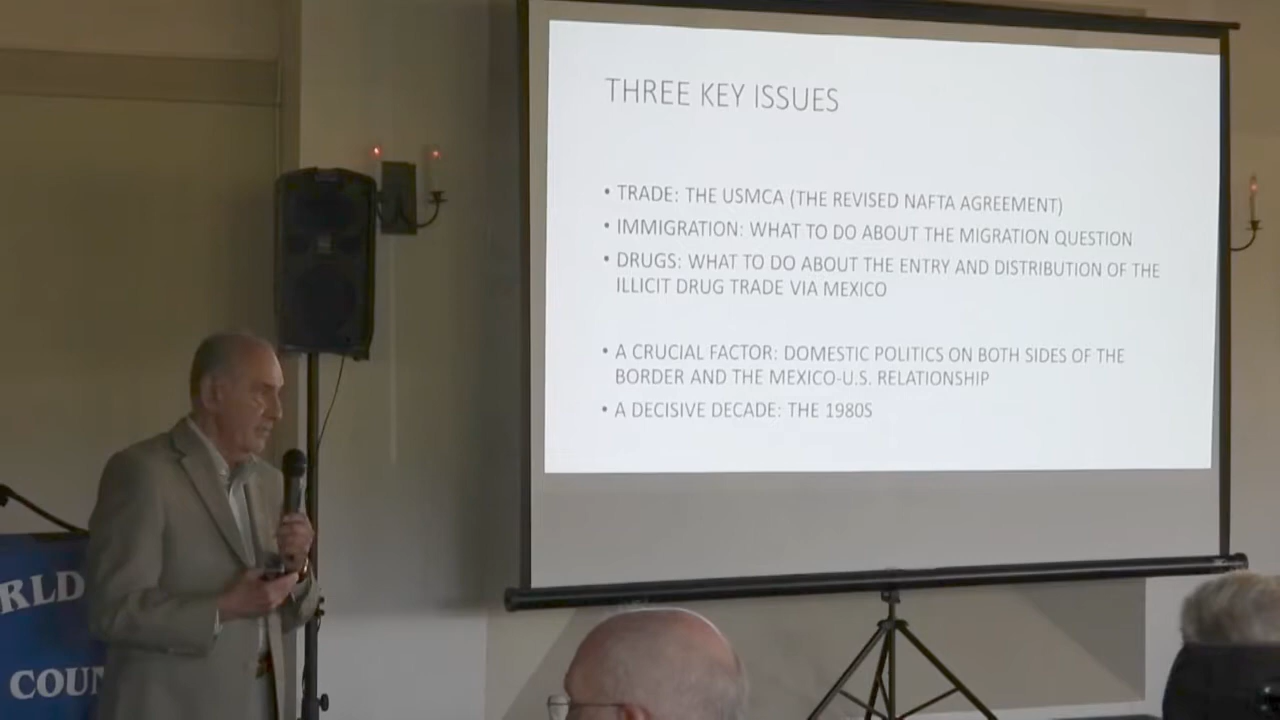 THREE KEY ISSUES
• TRADE: THE USMCA (THE REVISED NAFTA AGREEMENT)
• IMMIGRATION: WHAT TO DO ABOUT THE MIGRATION QUESTION
• DRUGS: WHAT TO DO ABOUT THE ENTRY AND DISTRIBUTION OF THE
ILLICIT DRUG TRADE VIA MEXICO
• A CRUCIAL FACTOR: DOMESTIC POLITICS ON BOTH SIDES OF THE
BORDER AND THE MEXICO-U.S. RELATIONSHIP
• A DECISIVE DECADE: THE 1980S
RLD
COUN